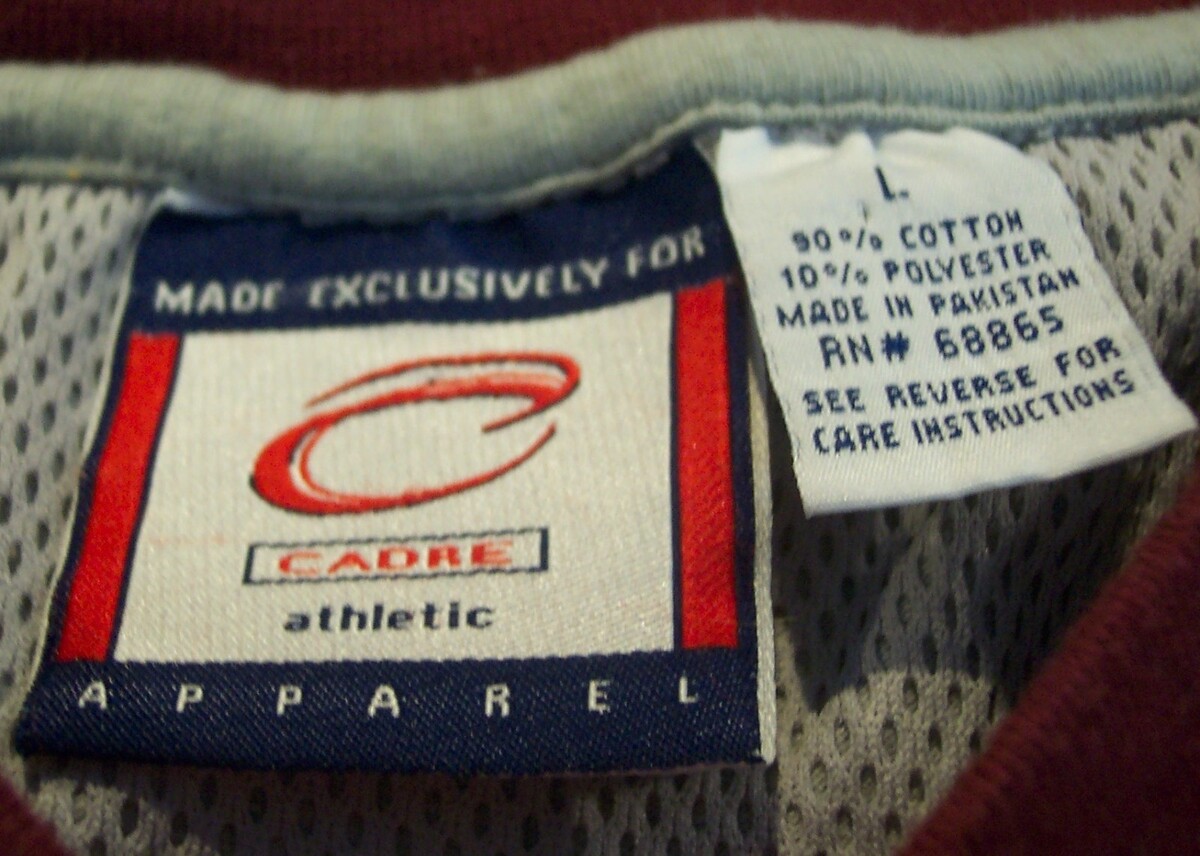 MADE EXCLUSIVELY FOR
CADRE
athletic
APPAREL
L.
90% COTTON
10% POLYESTER
MADE IN PAKISTAN
RN# 68865
SEE REVERSE FOR
CARE INSTRUCTIONS